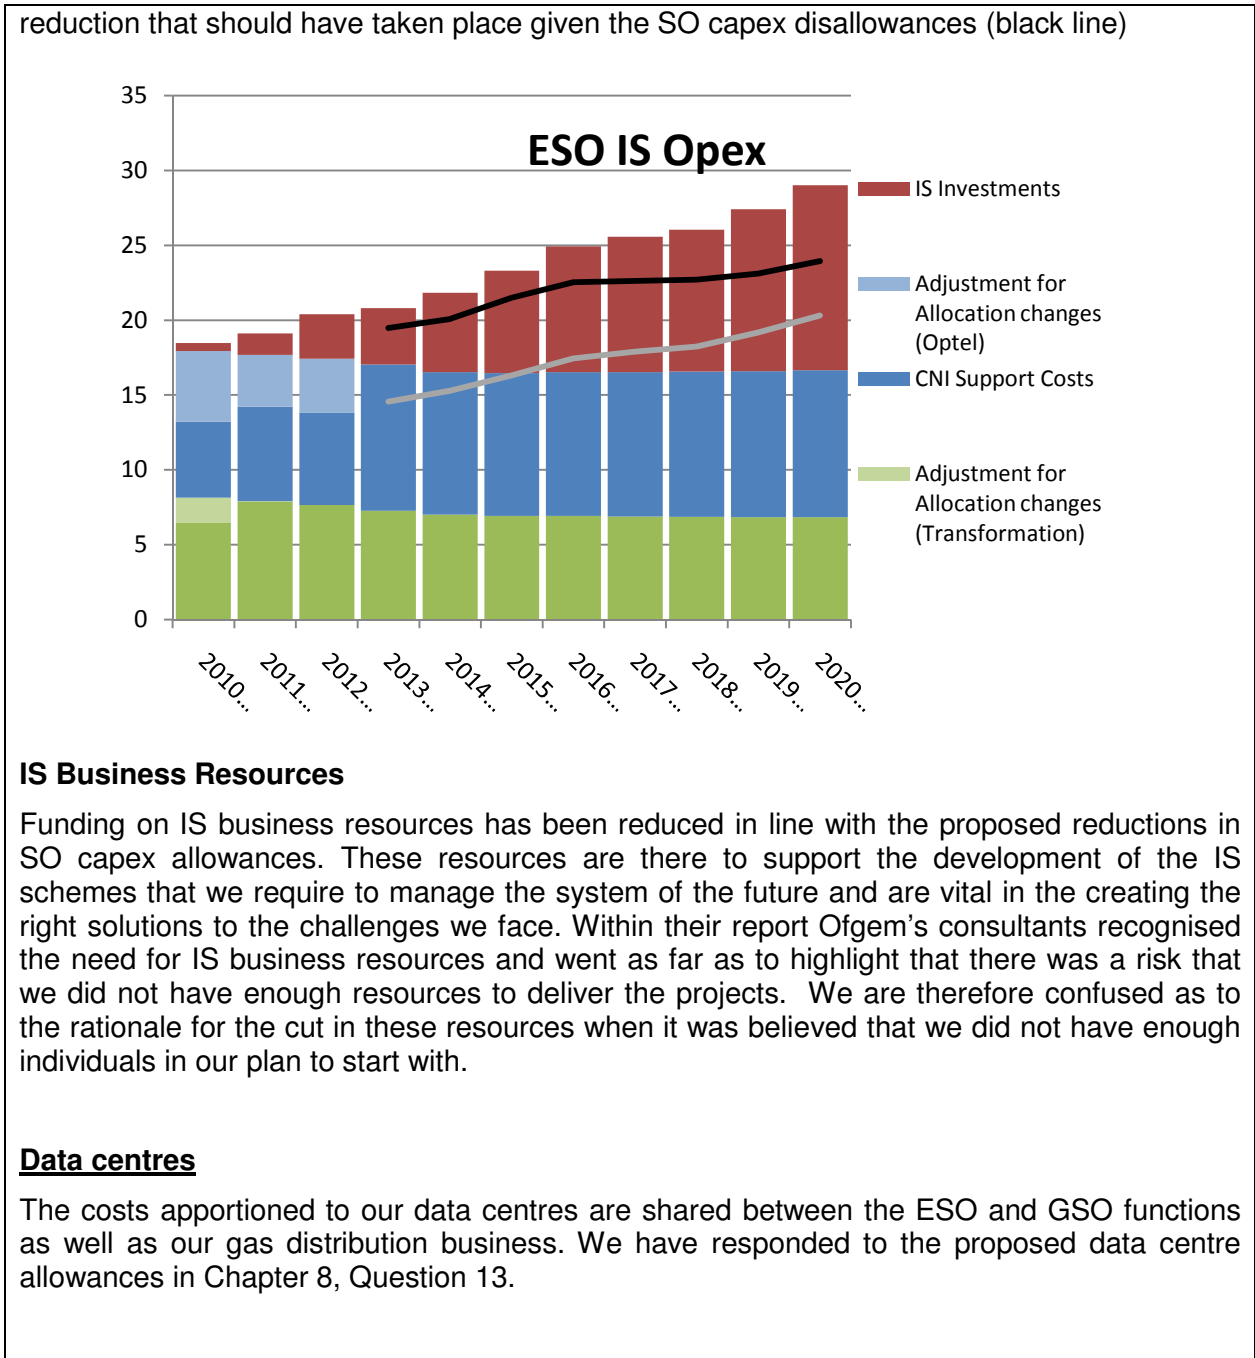 reduction that should have taken place given the SO capex disallowances (black line)
35
30
25
20
15
10
5
0
ESO IS Opex
IS Investments
Adjustment for
Allocation changes
(Optel)
CNI Support Costs
Adjustment for
Allocation changes
(Transformation)
2010...
2011...
2012...
2013...
2014...
2015...
2016...
2017...
2018...
2019...
2020...
IS Business Resources
Funding on IS business resources has been reduced in line with the proposed reductions in
SO capex allowances. These resources are there to support the development of the IS
schemes that we require to manage the system of the future and are vital in the creating the
right solutions to the challenges we face. Within their report Ofgem's consultants recognised
the need for IS business resources and went as far as to highlight that there was a risk that
we did not have enough resources to deliver the projects. We are therefore confused as to
the rationale for the cut in these resources when it was believed that we did not have enough
individuals in our plan to start with.
Data centres
The costs apportioned to our data centres are shared between the ESO and GSO functions
as well as our gas distribution business. We have responded to the proposed data centre
allowances in Chapter 8, Question 13.